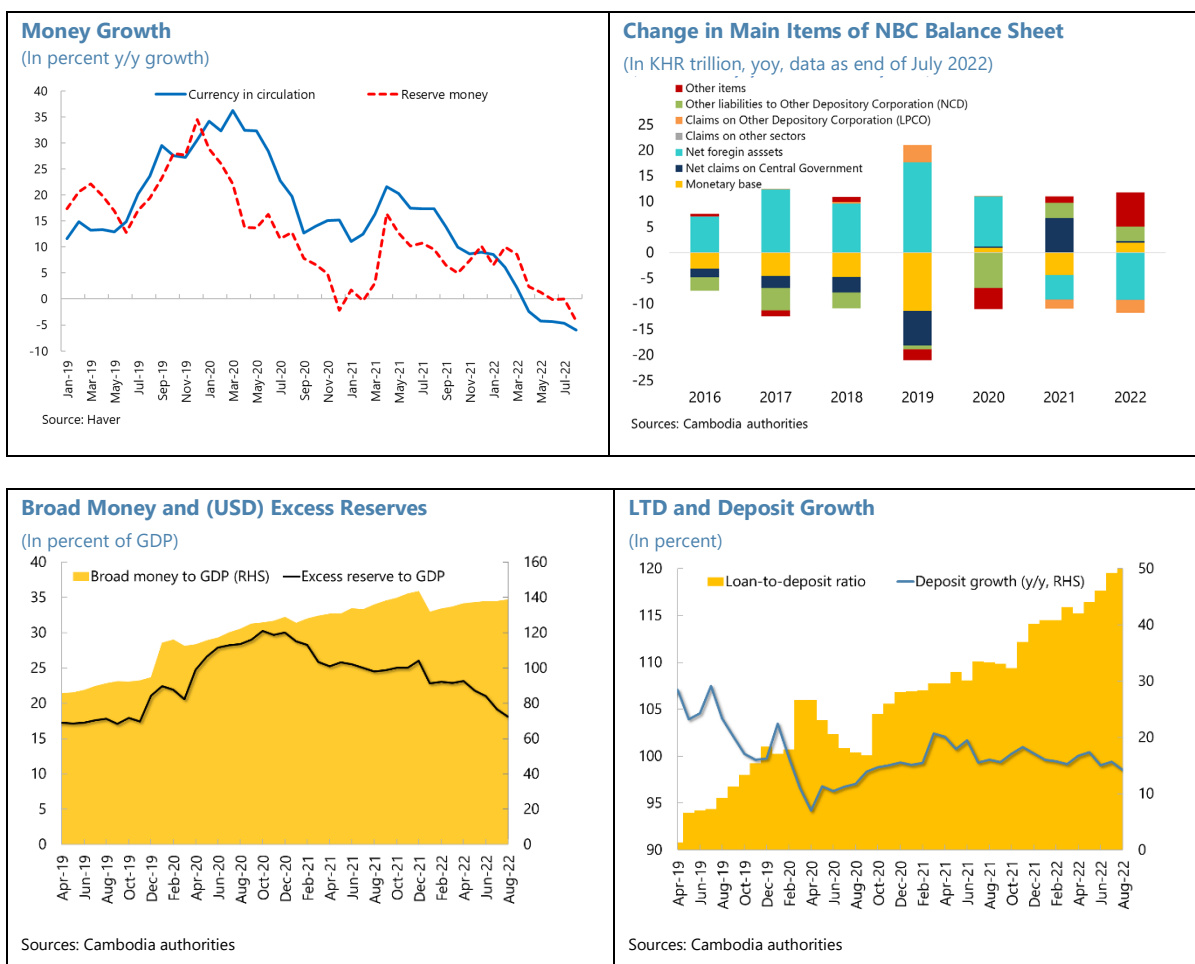 Money Growth
(In percent y/y growth)
40
35
30
25
20
15
10
5
0
-5
-10
Currency in circulation
Reserve money
Jan-19
Mar-19
May-19
Jul-19
Sep-19
Nov-19
Jan-20
Mar-20
May-20
Jul-20
Sep-20
Nov-20
Jan-21
Mar-21
May-21
Jul-21
Sep-21
Nov-21
Jan-22
Mar-22
May-22
Jul-22
Source: Haver
Change in Main Items of NBC Balance Sheet
(In KHR trillion, yoy, data as end of July 2022)
Other items
Other liabilities to Other Depository Corporation (NCD)
Claims on Other Depository Corporation (LPCO)
Claims on other sectors
Net foregin asssets
Net claims on Central Government
Monetary base
25
20
15
10
5
0
-5
-10
-15
-20
-25
2016 2017 2018 2019 2020 2021 2022
Sources: Cambodia authorities
Broad Money and (USD) Excess Reserves
(In percent of GDP)
40
35
30
25
20
15
10
5
0
Broad money to GDP (RHS)
Excess reserve to GDP
160
140
120
100
80
60
40
20
0
Apr-19
Jun-19
Aug-19
Oct-19
Dec-19
Feb-20
Apr-20
Jun-20
Aug-20
Oct-20
Dec-20
Feb-21
Apr-21
Jun-21
Aug-21
Oct-21
Dec-21
Feb-22
Apr-22
Jun-22
Aug-22
Sources: Cambodia authorities
LTD and Deposit Growth
(In percent)
120
115
110
105
100
95
90
Loan-to-deposit ratio
Deposit growth (y/y, RHS)
50
40
30
20
10
0
Apr-19
Jun-19
Aug-19
Oct-19
Dec-19
Feb-20
Apr-20
Jun-20
Aug-20
Oct-20
Dec-20
Feb-21
Apr-21
Jun-21
Aug-21
Oct-21
Dec-21
Feb-22
Apr-22
Jun-22
Aug-22
Sources: Cambodia authorities